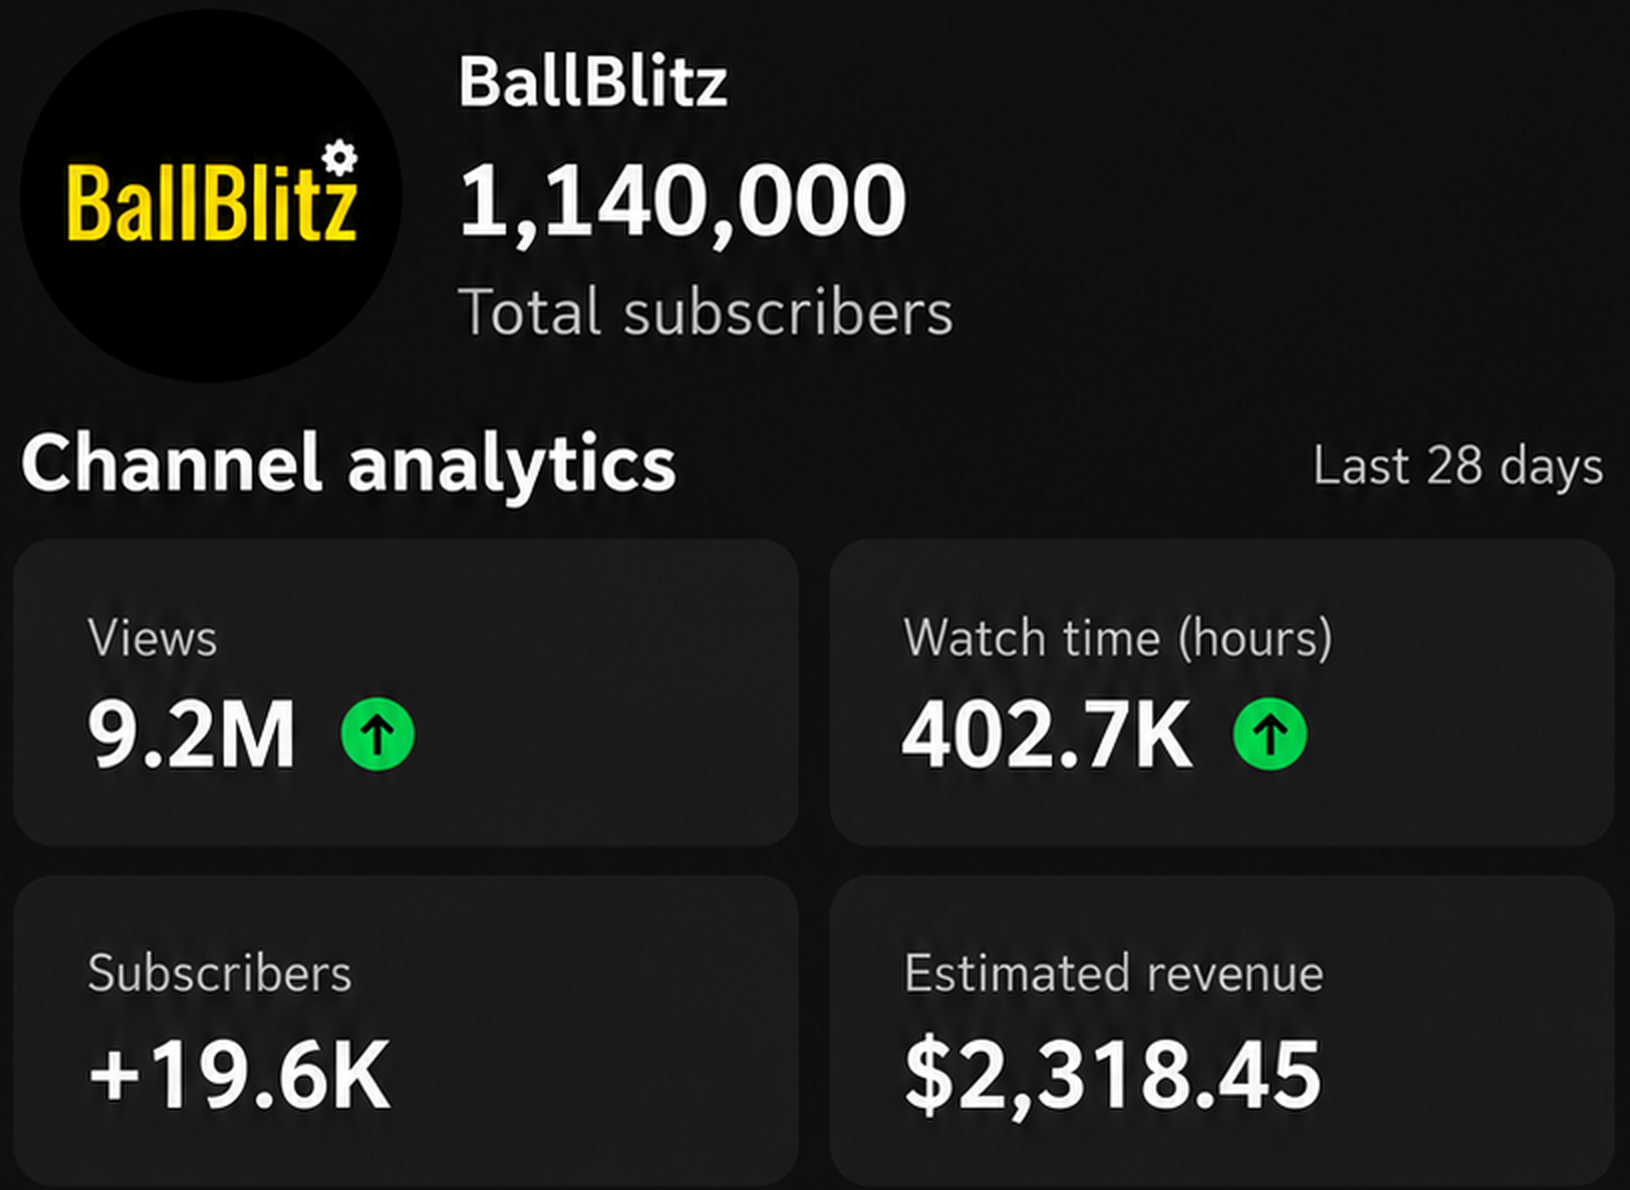 BallBlitz
BallBlitz
1,140,000
Total subscribers
Channel analytics
Last 28 days
Views
9.2M
Watch time (hours)
402.7K
Subscribers
+19.6K
Estimated revenue
$2,318.45